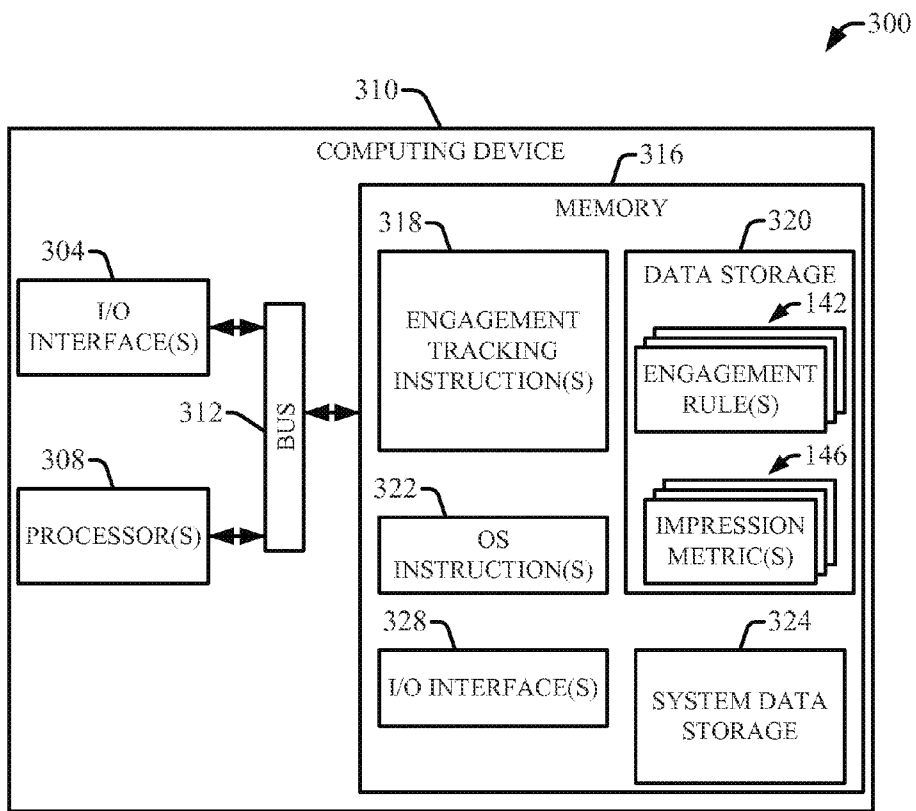 300
310
COMPUTING DEVICE
316
MEMORY
318
320
304
DATA STORAGE
142
I/O
INTERFACE(S)
ENGAGEMENT
TRACKING
INSTRUCTION(S)
ENGAGEMENT
RULE(S)
312
BUS
308
146
322
PROCESSOR(S)
OS
INSTRUCTION(S)
IMPRESSION
METRIC(S)
328
324
I/O INTERFACE(S)
SYSTEM DATA
STORAGE